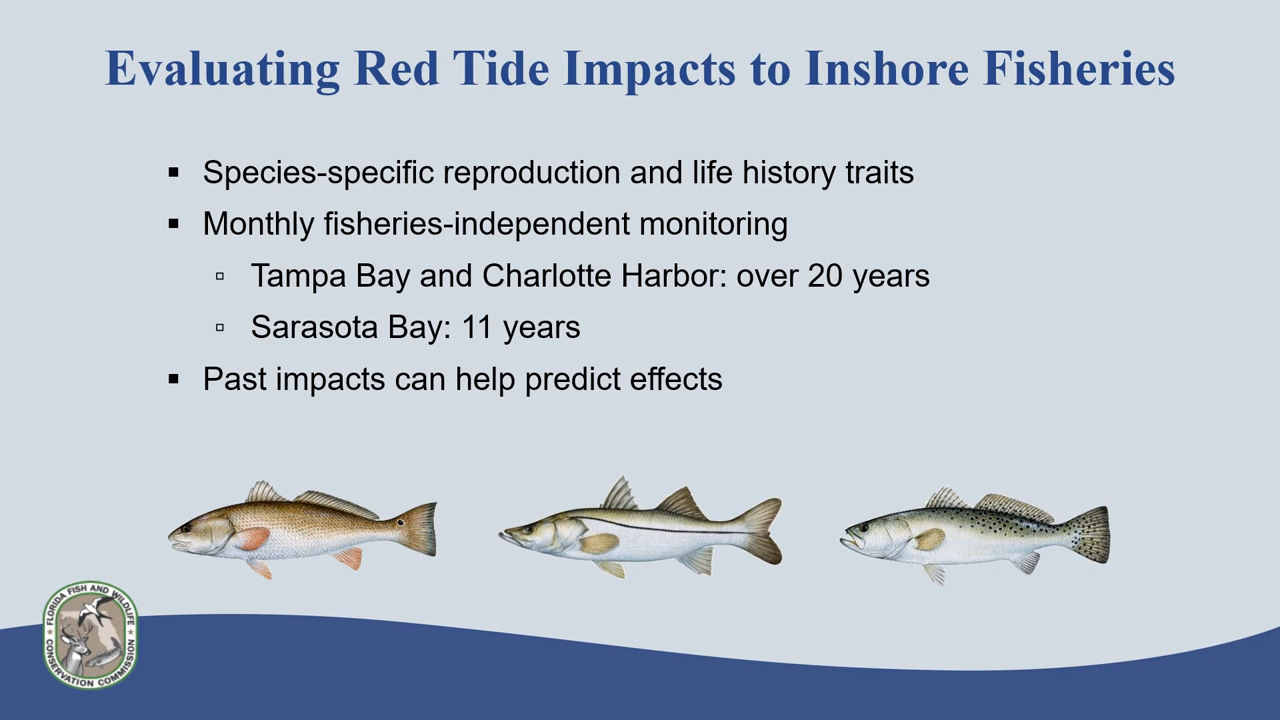 Evaluating Red Tide Impacts to Inshore Fisheries
▪ Species-specific reproduction and life history traits
▪ Monthly fisheries-independent monitoring
▫ Tampa Bay and Charlotte Harbor: over 20 years
▫ Sarasota Bay: 11 years
▪ Past impacts can help predict effects
FLORIDA FISH AND WILDLIFE
CONSERVATION COMMISSION